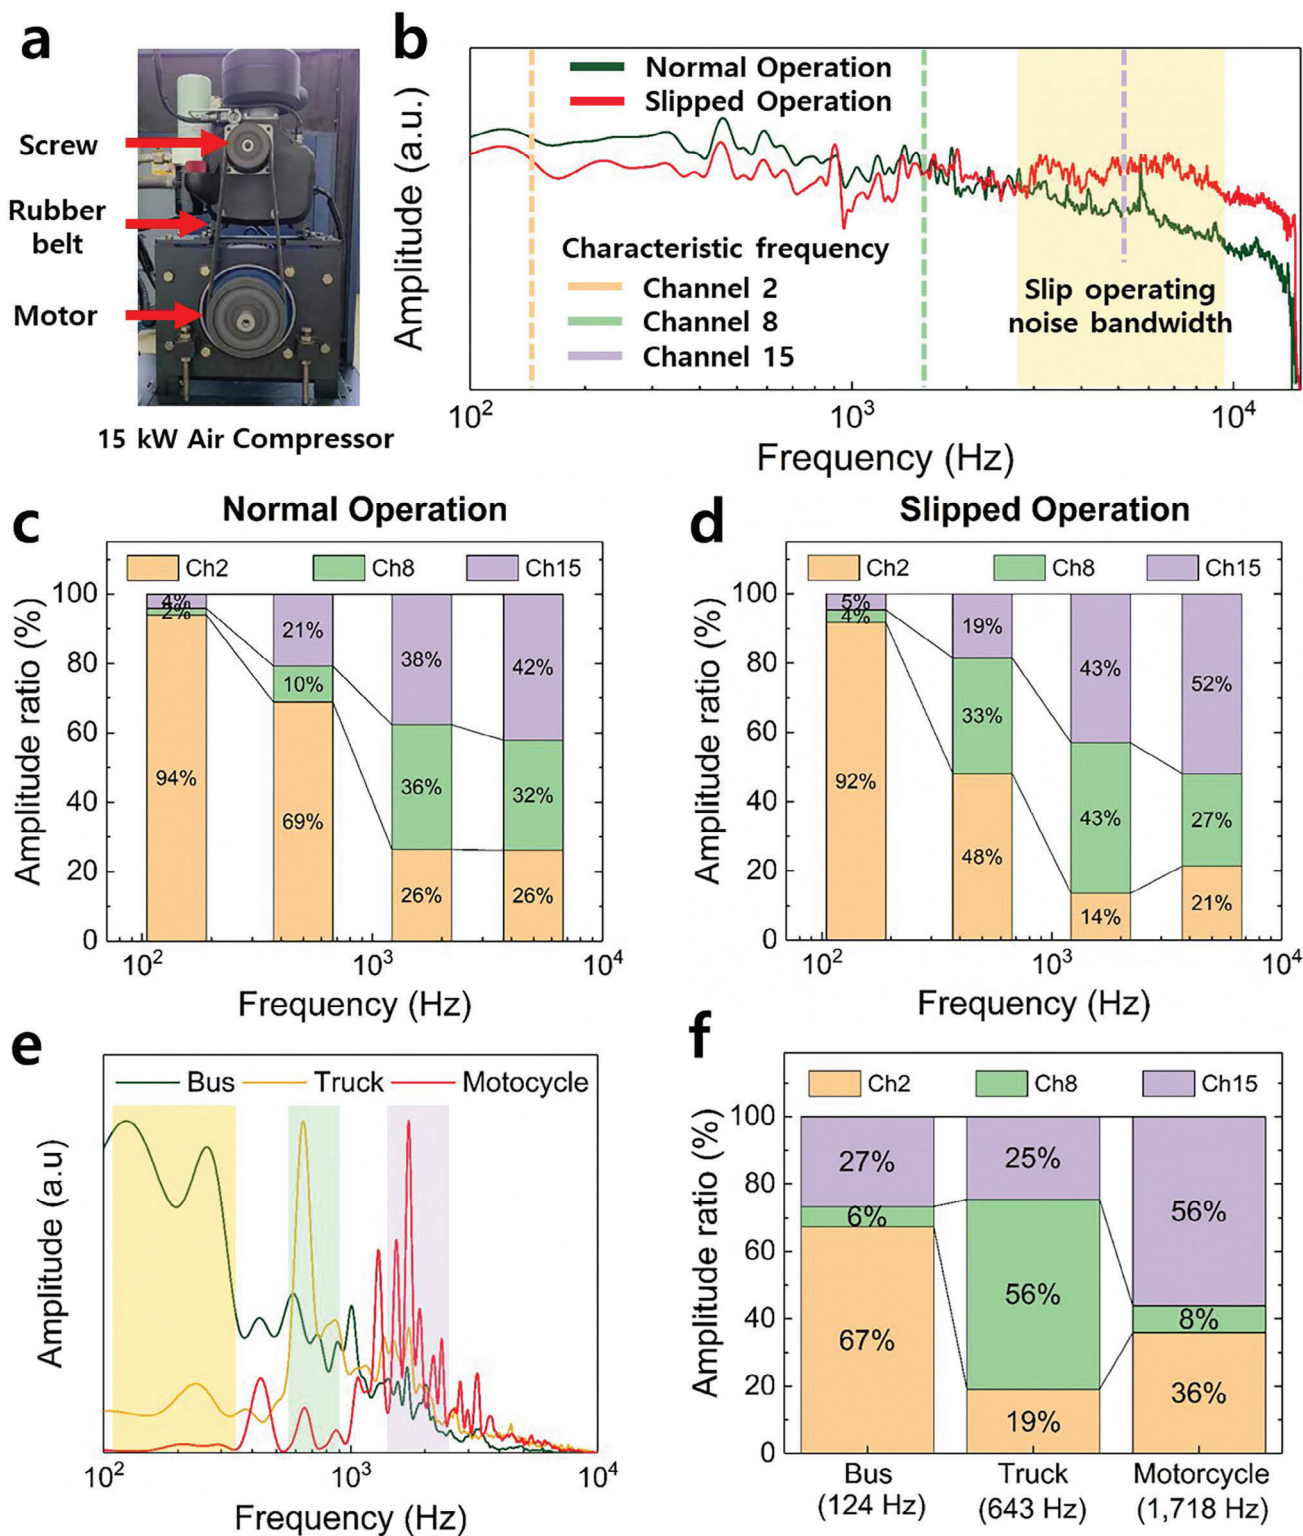 a
Screw
Rubber
belt
Motor
15 kW Air Compressor
b
Normal Operation
Slipped Operation
Characteristic frequency
Channel 2
Channel 8
Channel 15
Slip operating
noise bandwidth
Amplitude (a.u.)
10² 10³ 10⁴
Frequency (Hz)
c
Normal Operation
Ch2 Ch8 Ch15
Amplitude ratio (%)
100
80
60
40
20
0
4% 21% 38% 42%
2% 10% 36% 32%
94% 69% 26% 26%
10² 10³ 10⁴
Frequency (Hz)
d
Slipped Operation
Ch2 Ch8 Ch15
Amplitude ratio (%)
100
80
60
40
20
0
5% 19% 43% 52%
4% 33% 43% 27%
92% 48% 14% 21%
10² 10³ 10⁴
Frequency (Hz)
e
Bus Truck Motocycle
Amplitude (a.u)
10² 10³ 10⁴
Frequency (Hz)
f
Ch2 Ch8 Ch15
Amplitude ratio (%)
100
80
60
40
20
0
27% 25% 56%
6% 56% 8%
67% 19% 36%
Bus Truck Motorcycle
(124 Hz) (643 Hz) (1,718 Hz)